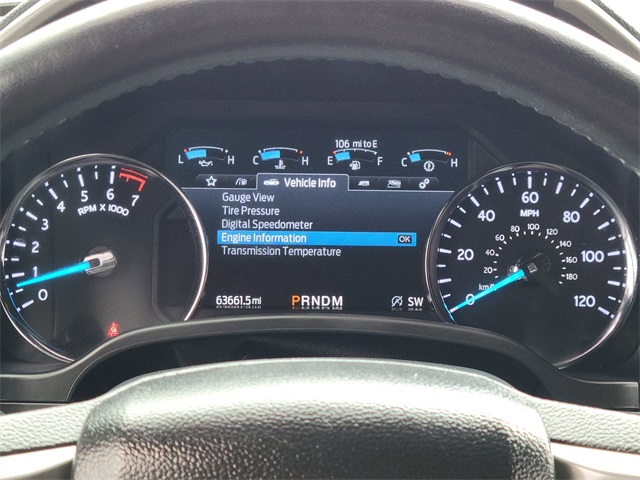 106 mi to E
L H C H E F C H
Vehicle Info
Gauge View
Tire Pressure
Digital Speedometer
Engine Information OK
Transmission Temperature
63661.5 mi PRNDM SW
0 1 2 3 4 5 6 7
RPM X 1000
0 20 40 60 80 100 120
MPH
20 40 60 80 100 120 140 160 180
km/h